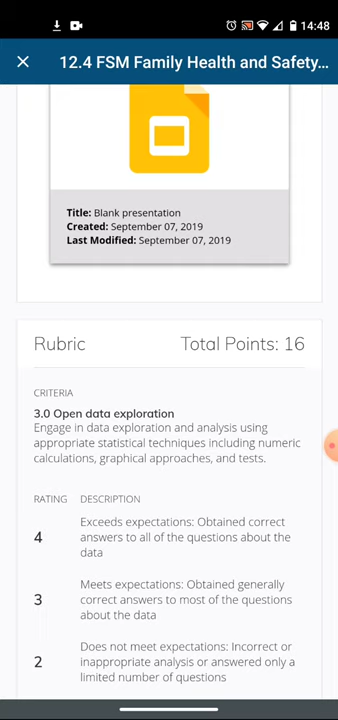 14:48
12.4 FSM Family Health and Safety...
Title: Blank presentation
Created: September 07, 2019
Last Modified: September 07, 2019
Rubric Total Points: 16
CRITERIA
3.0 Open data exploration
Engage in data exploration and analysis using
appropriate statistical techniques including numeric
calculations, graphical approaches, and tests.
RATING DESCRIPTION
Exceeds expectations: Obtained correct
4 answers to all of the questions about the
data
Meets expectations: Obtained generally
3 correct answers to most of the questions
about the data
Does not meet expectations: Incorrect or
2 inappropriate analysis or answered only a
limited number of questions